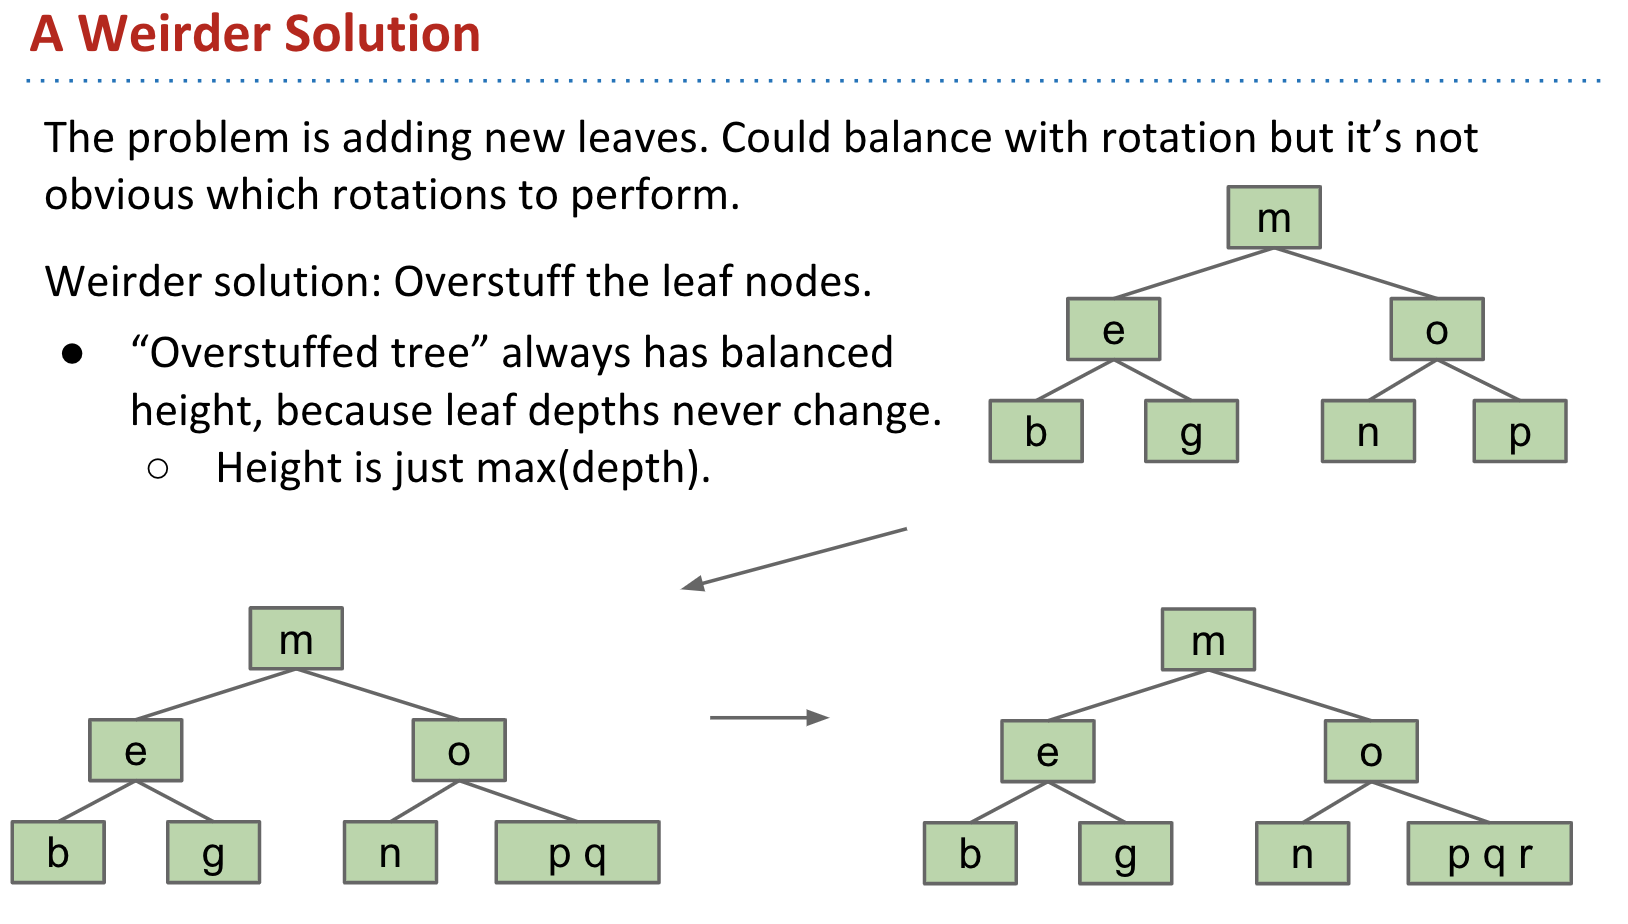 A Weirder Solution
The problem is adding new leaves. Could balance with rotation but it’s not
obvious which rotations to perform.
Weirder solution: Overstuff the leaf nodes.
● “Overstuffed tree” always has balanced
height, because leaf depths never change.
○ Height is just max(depth).
m
e o
b g n p
m
e o
b g n p q
m
e o
b g n p q r